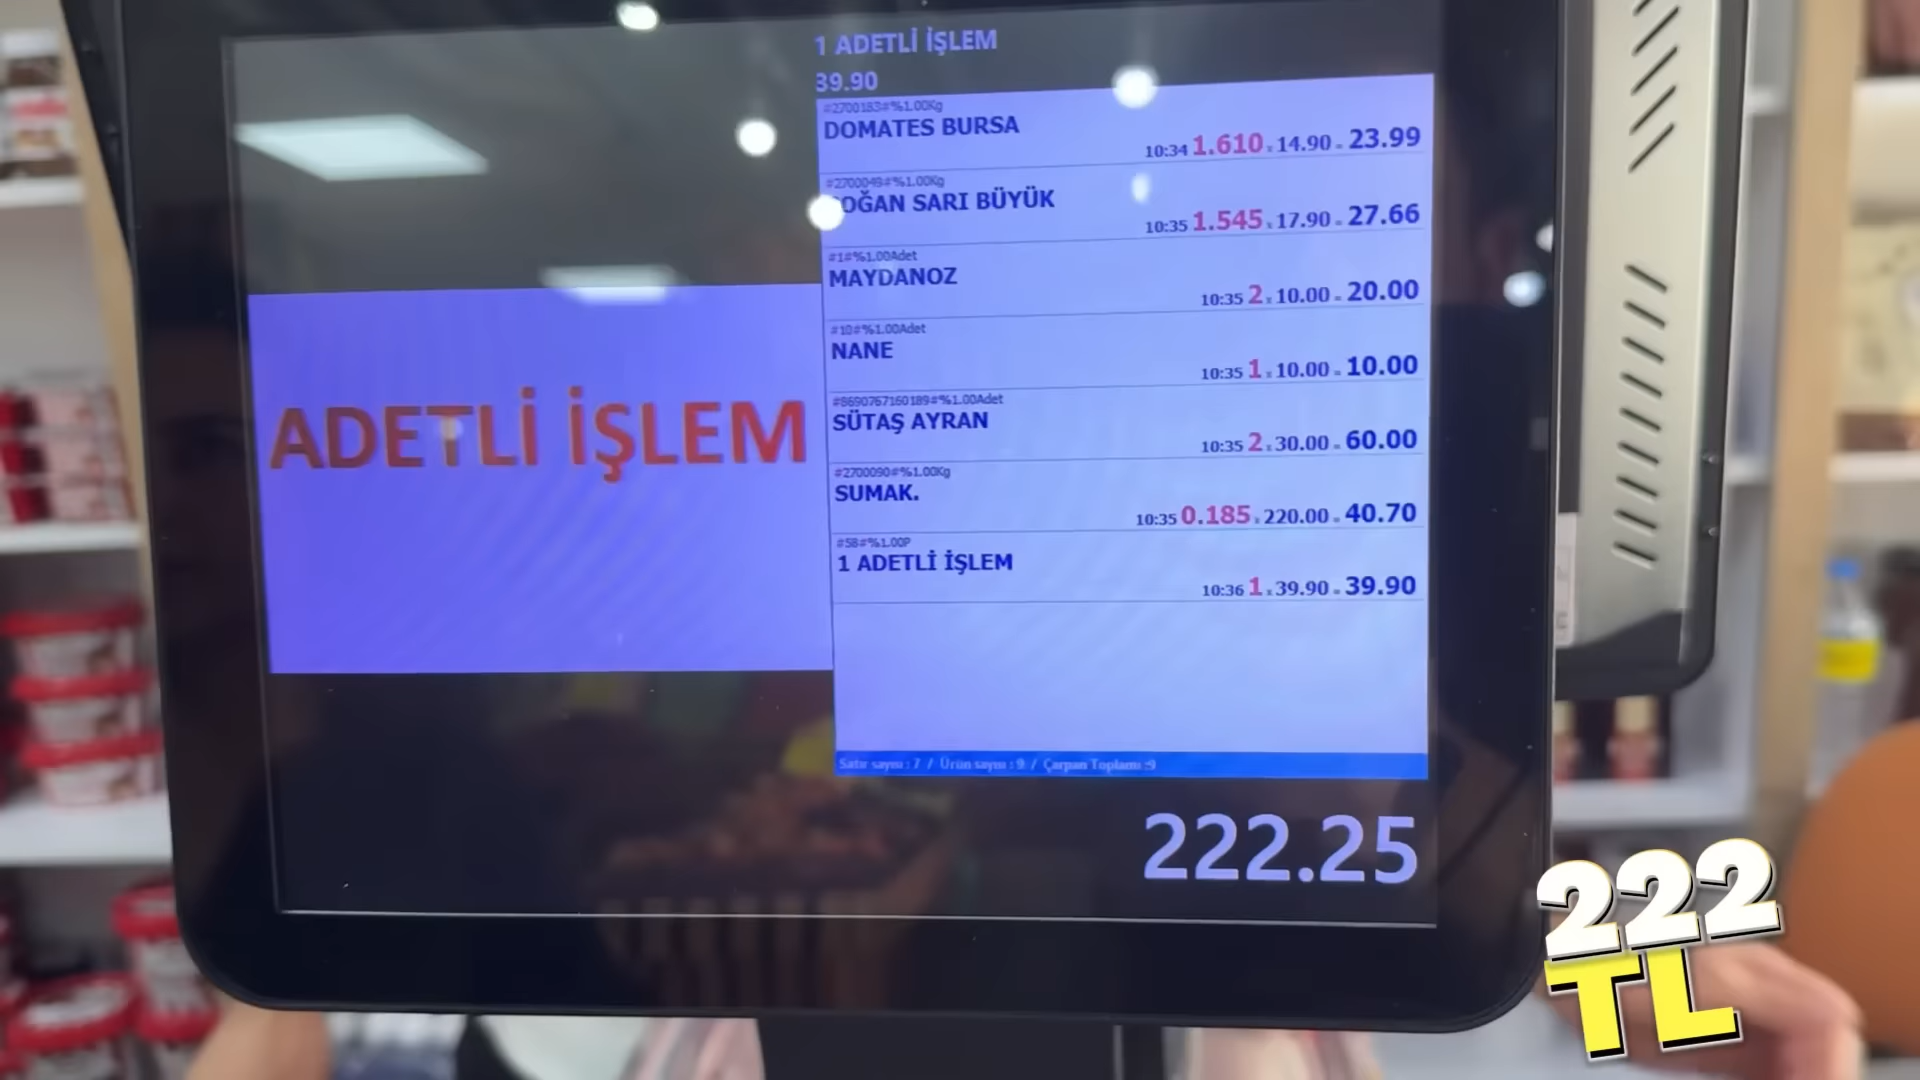 1 ADETLİ İŞLEM
39.90
#2700183#%1.00Kg
DOMATES BURSA
10:34 1.610 x 14.90 = 23.99
#2700049#%1.00Kg
OĞAN SARI BÜYÜK
10:35 1.545 x 17.90 = 27.66
#1#%1.00Adet
MAYDANOZ
10:35 2 x 10.00 = 20.00
#10#%1.00Adet
NANE
10:35 1 x 10.00 = 10.00
#8690767160189#%1.00Adet
SÜTAŞ AYRAN
10:35 2 x 30.00 = 60.00
#2700090#%1.00Kg
SUMAK.
10:35 0.185 x 220.00 = 40.70
#58#%1.00P
1 ADETLİ İŞLEM
10:36 1 x 39.90 = 39.90
ADETLİ İŞLEM
Satır sayısı : 7 / Ürün sayısı : 9 / Çarpan Toplamı :9
222.25
222
TL